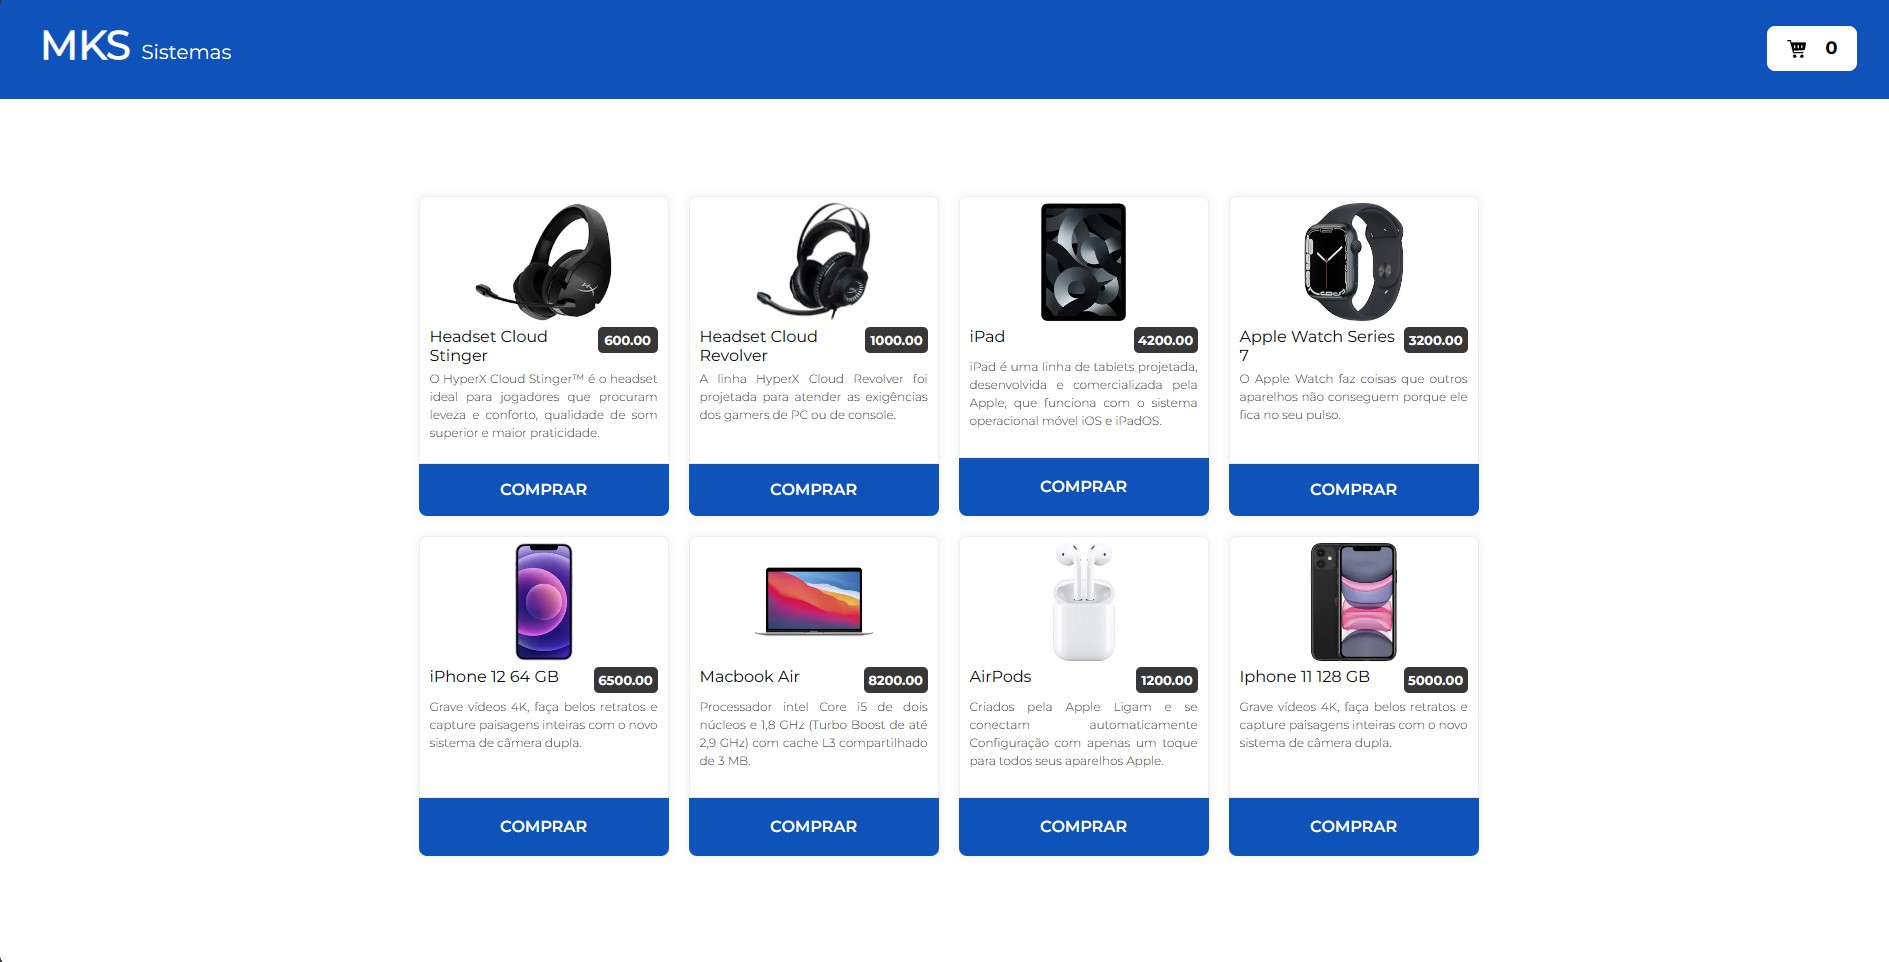 MKS Sistemas
0
Headset Cloud
Stinger
600.00
O HyperX Cloud Stinger™ é o headset
ideal para jogadores que procuram
leveza e conforto, qualidade de som
superior e maior praticidade.
COMPRAR
Headset Cloud
Revolver
1000.00
A linha HyperX Cloud Revolver foi
projetada para atender as exigências
dos gamers de PC ou de console.
COMPRAR
iPad
4200.00
iPad é uma linha de tablets projetada,
desenvolvida e comercializada pela
Apple, que funciona com o sistema
operacional móvel iOS e iPadOS.
COMPRAR
Apple Watch Series
7
3200.00
O Apple Watch faz coisas que outros
aparelhos não conseguem porque ele
fica no seu pulso.
COMPRAR
iPhone 12 64 GB
6500.00
Grave vídeos 4K, faça belos retratos e
capture paisagens inteiras com o novo
sistema de câmera dupla.
COMPRAR
Macbook Air
8200.00
Processador intel Core i5 de dois
núcleos e 1,8 GHz (Turbo Boost de até
2,9 GHz) com cache L3 compartilhado
de 3 MB.
COMPRAR
AirPods
1200.00
Criados pela Apple Ligam e se
conectam automaticamente
Configuração com apenas um toque
para todos seus aparelhos Apple.
COMPRAR
Iphone 11 128 GB
5000.00
Grave vídeos 4K, faça belos retratos e
capture paisagens inteiras com o novo
sistema de câmera dupla.
COMPRAR